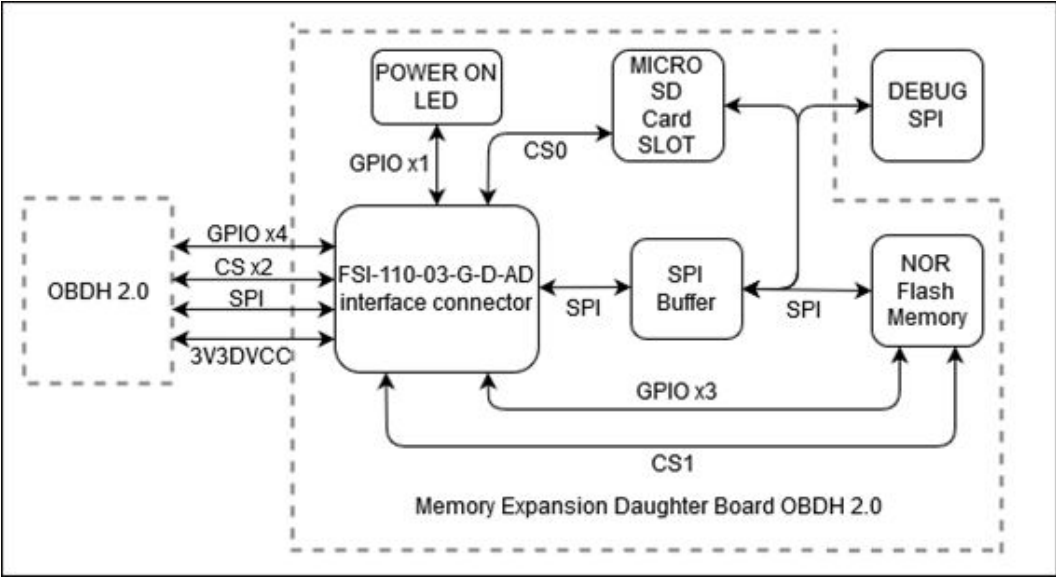 POWER ON
LED
MICRO
SD
Card
SLOT
DEBUG
SPI
GPIO x1
CS0
OBDH 2.0
GPIO x4
CS x2
SPI
3V3DVCC
FSI-110-03-G-D-AD
interface connector
SPI
SPI
Buffer
SPI
NOR
Flash
Memory
GPIO x3
CS1
Memory Expansion Daughter Board OBDH 2.0